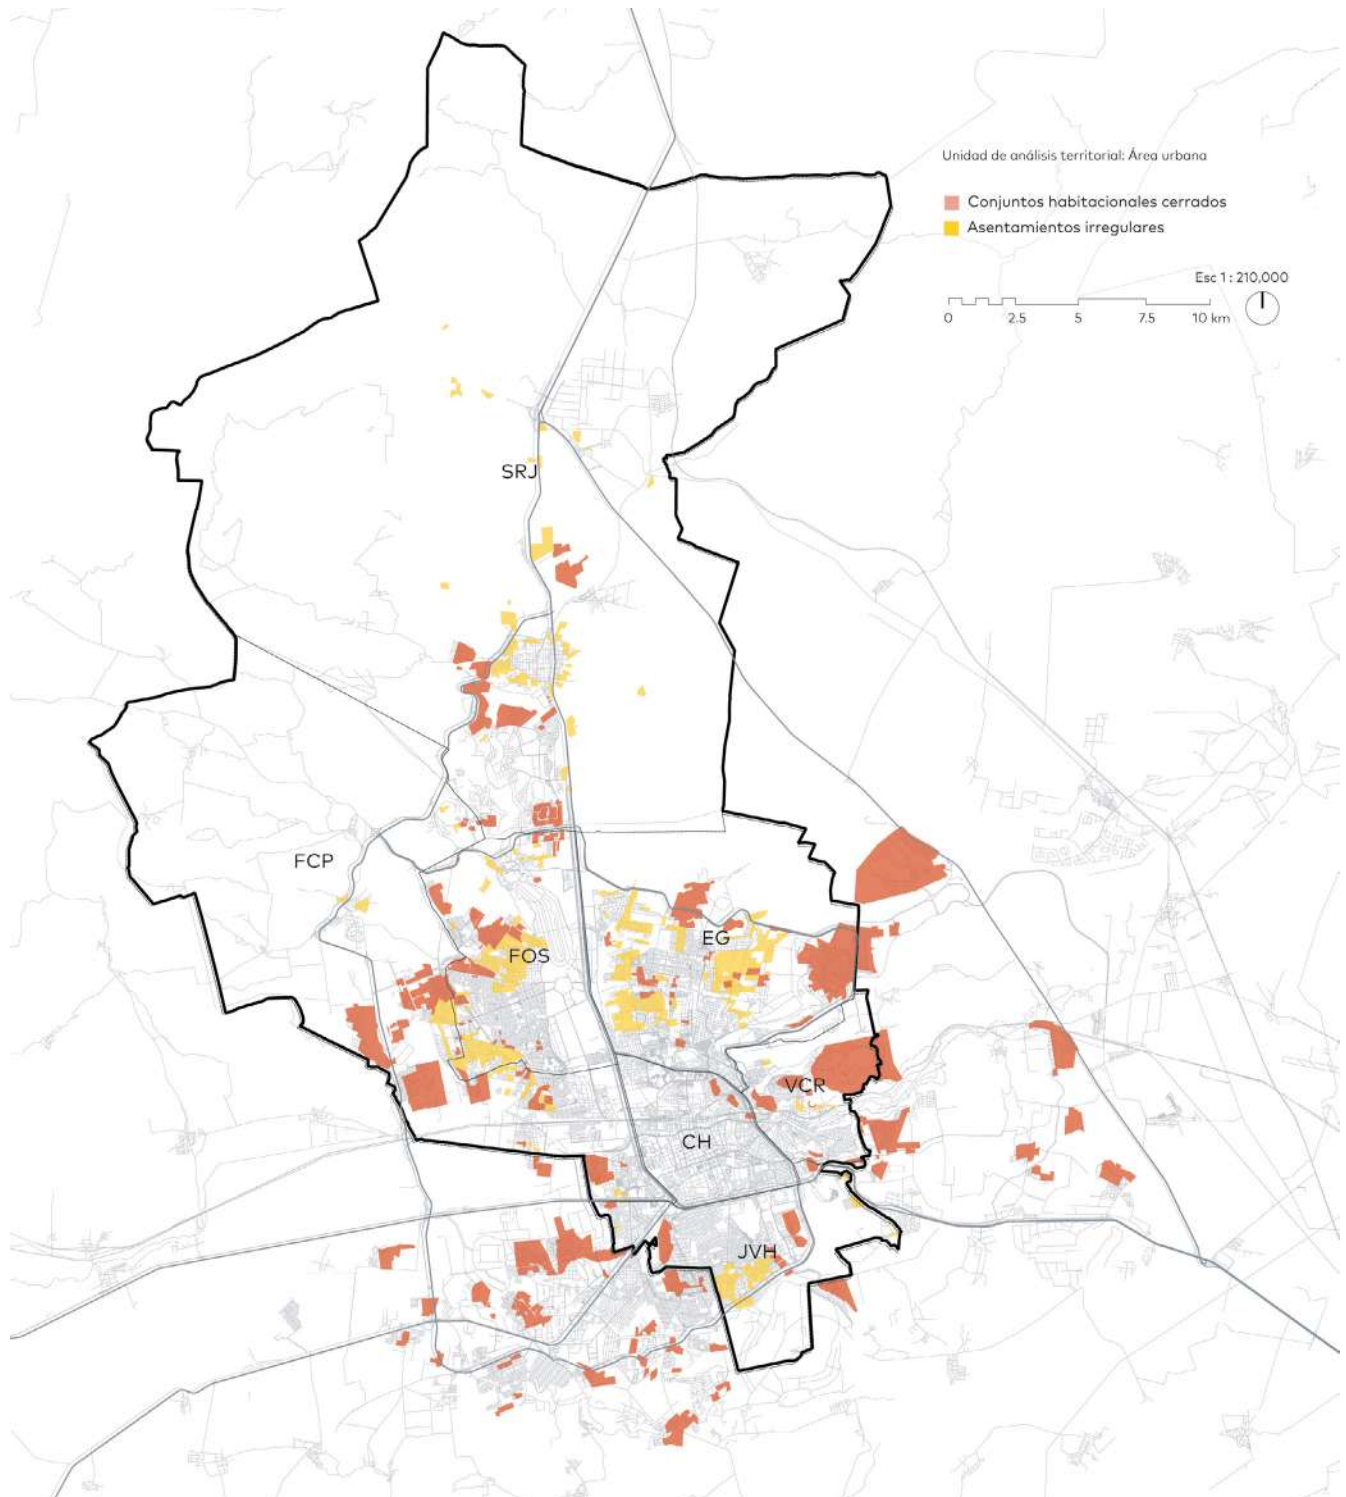 Unidad de análisis territorial: Área urbana
Conjuntos habitacionales cerrados
Asentamientos irregulares
Esc 1 : 210,000
0 2.5 5 7.5 10 km
SRJ
FCP
EG
FOS
VCR
CH
JVH